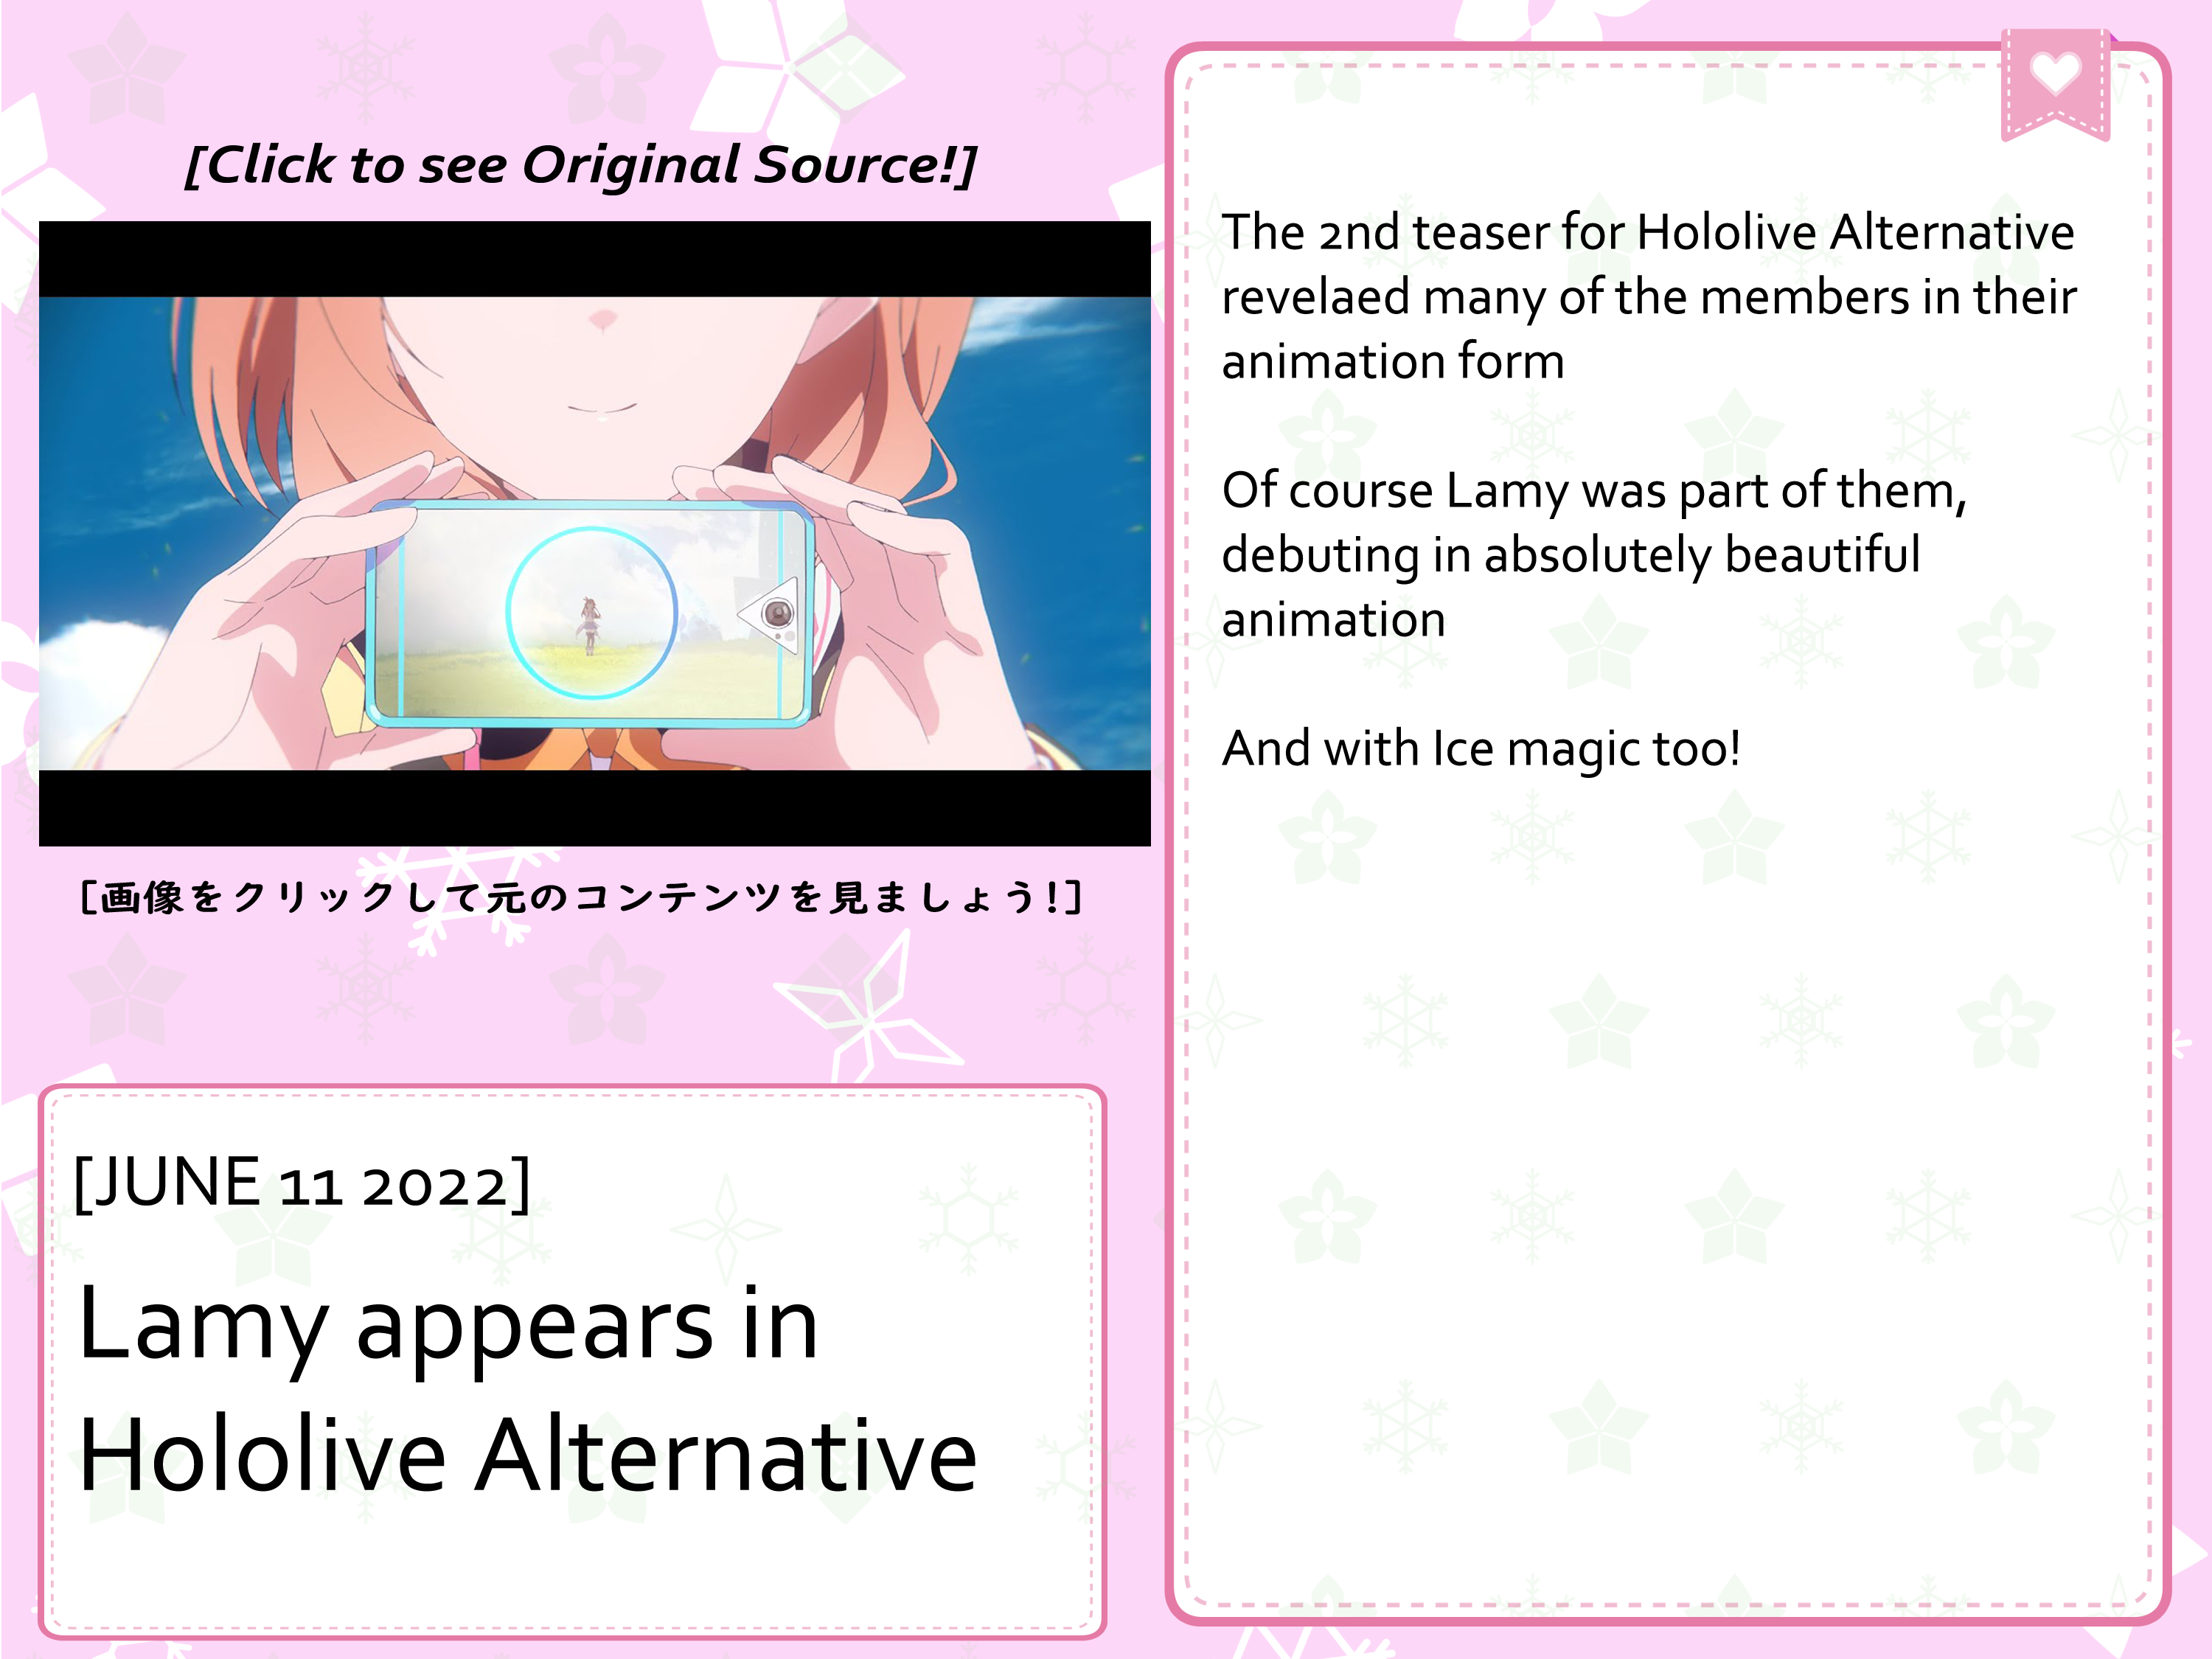 [Click to see Original Source!]
[画像をクリックして元のコンテンツを見ましょう!]
[JUNE 11 2022]
Lamy appears in
Hololive Alternative
The 2nd teaser for Hololive Alternative
revelaed many of the members in their
animation form
Of course Lamy was part of them,
debuting in absolutely beautiful
animation
And with Ice magic too!